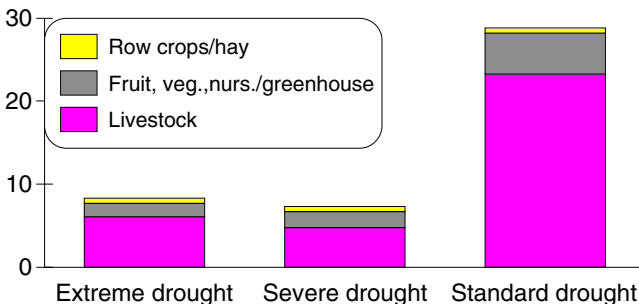 30
20
10
0
Row crops/hay
Fruit, veg.,nurs./greenhouse
Livestock
Extreme drought Severe drought Standard drought